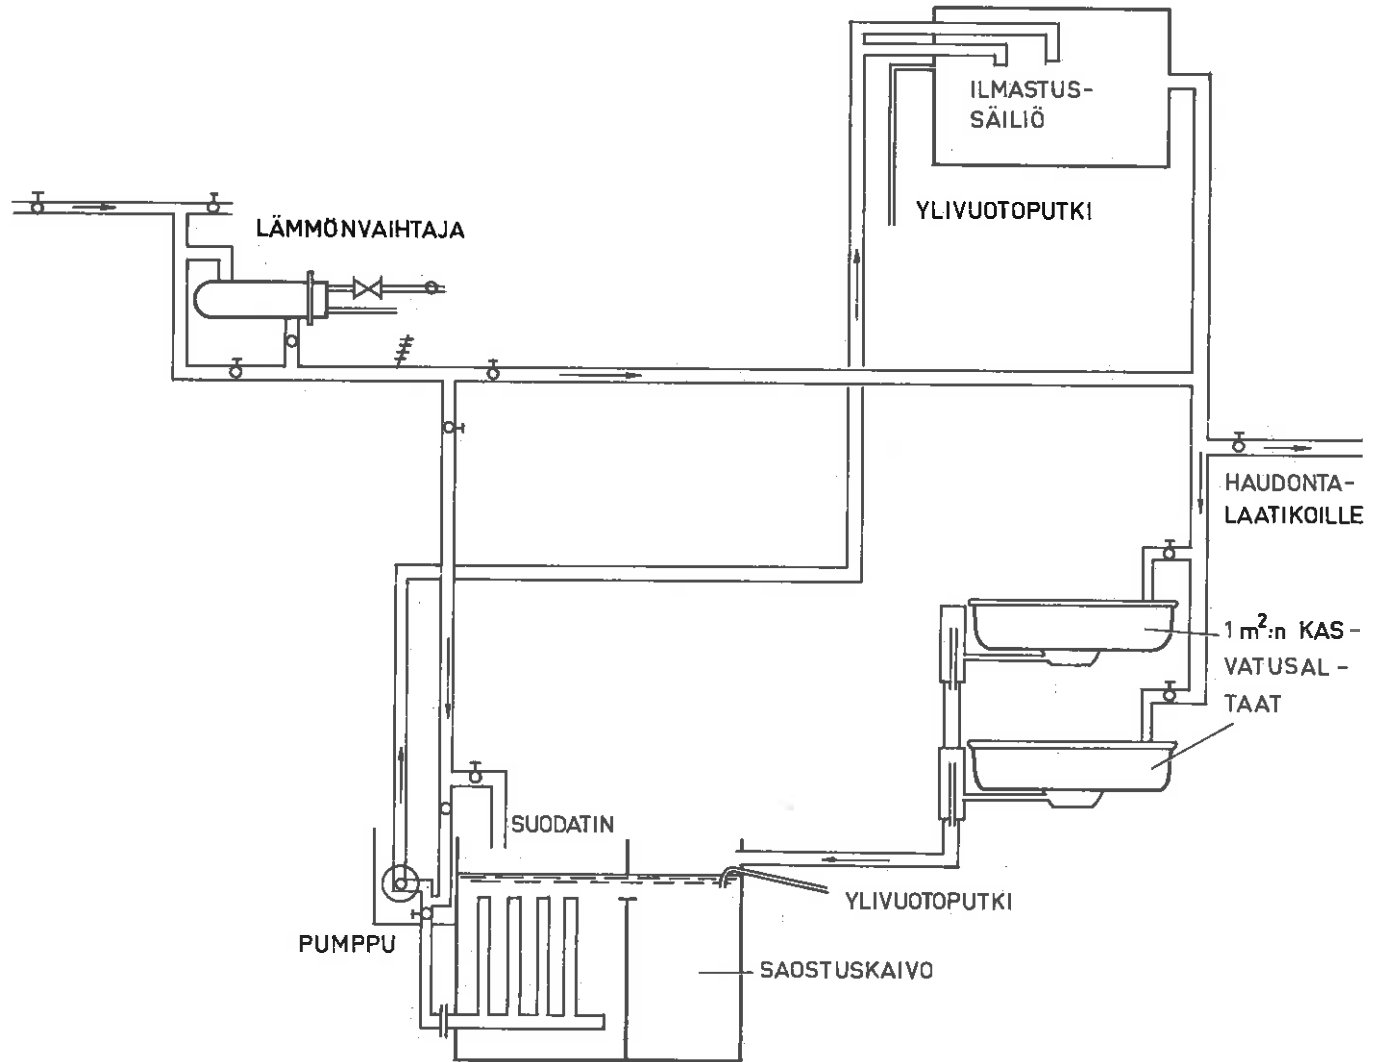 ILMASTUS-
SÄILIÖ
YLIVUOTOPUTKI
LÄMMÖNVAIHTAJA
HAUDONTA-
LAATIKOILLE
1 m²:n KAS-
VATUSAL-
TAAT
SUODATIN
YLIVUOTOPUTKI
PUMPPU
SAOSTUSKAIVO